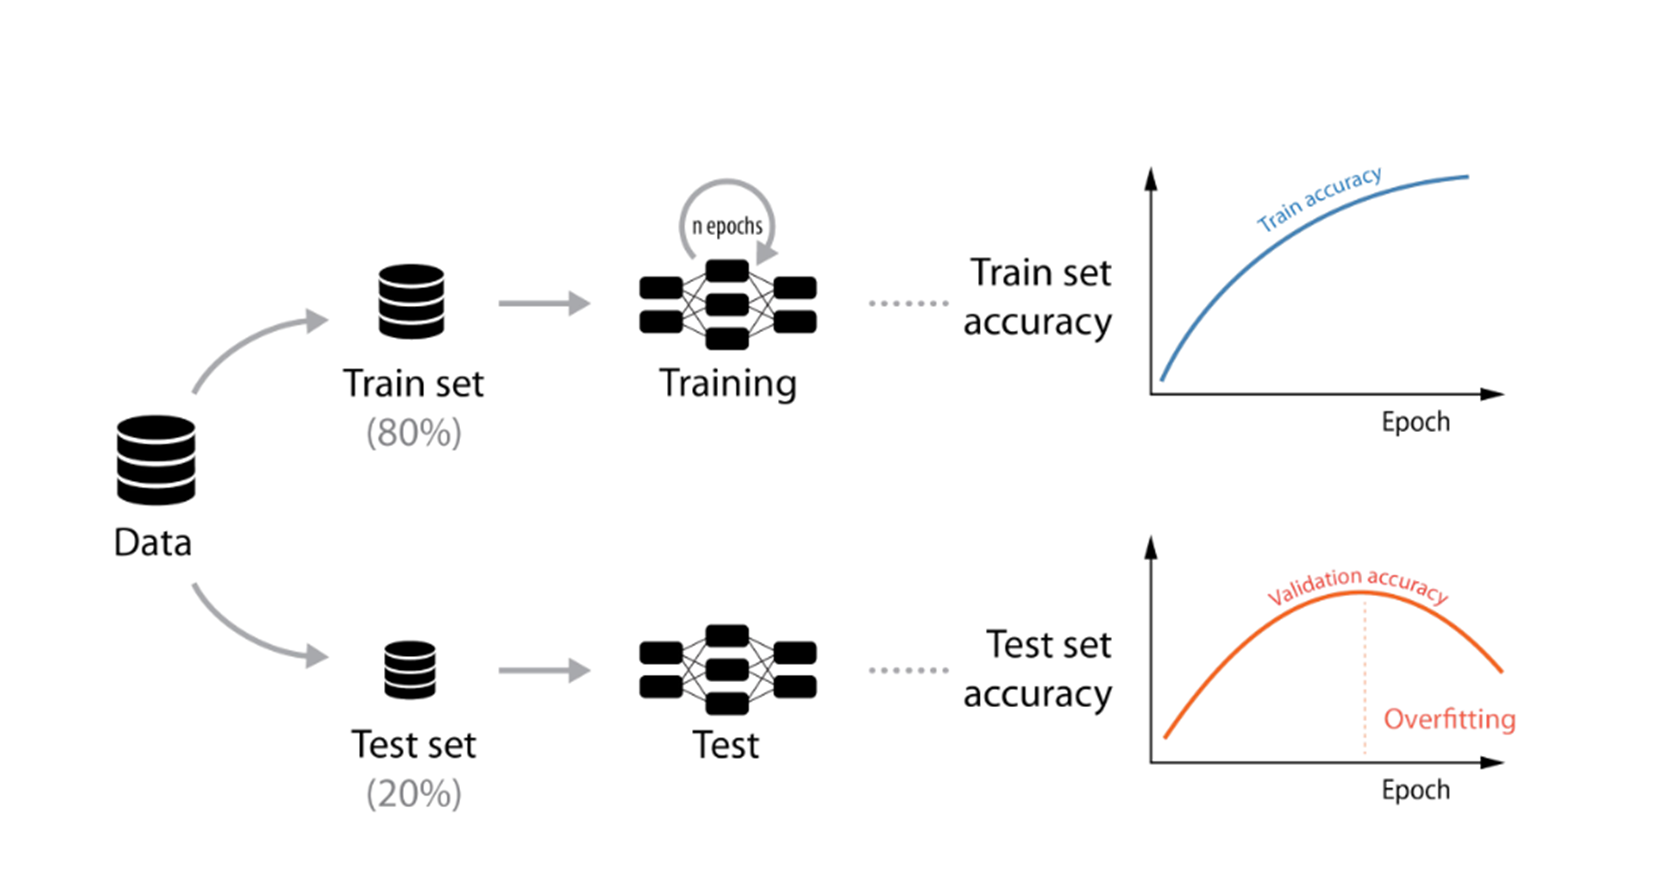 Data
Train set
(80%)
n epochs
Training
Train set
accuracy
Train accuracy
Epoch
Test set
(20%)
Test
Test set
accuracy
Validation accuracy
Overfitting
Epoch